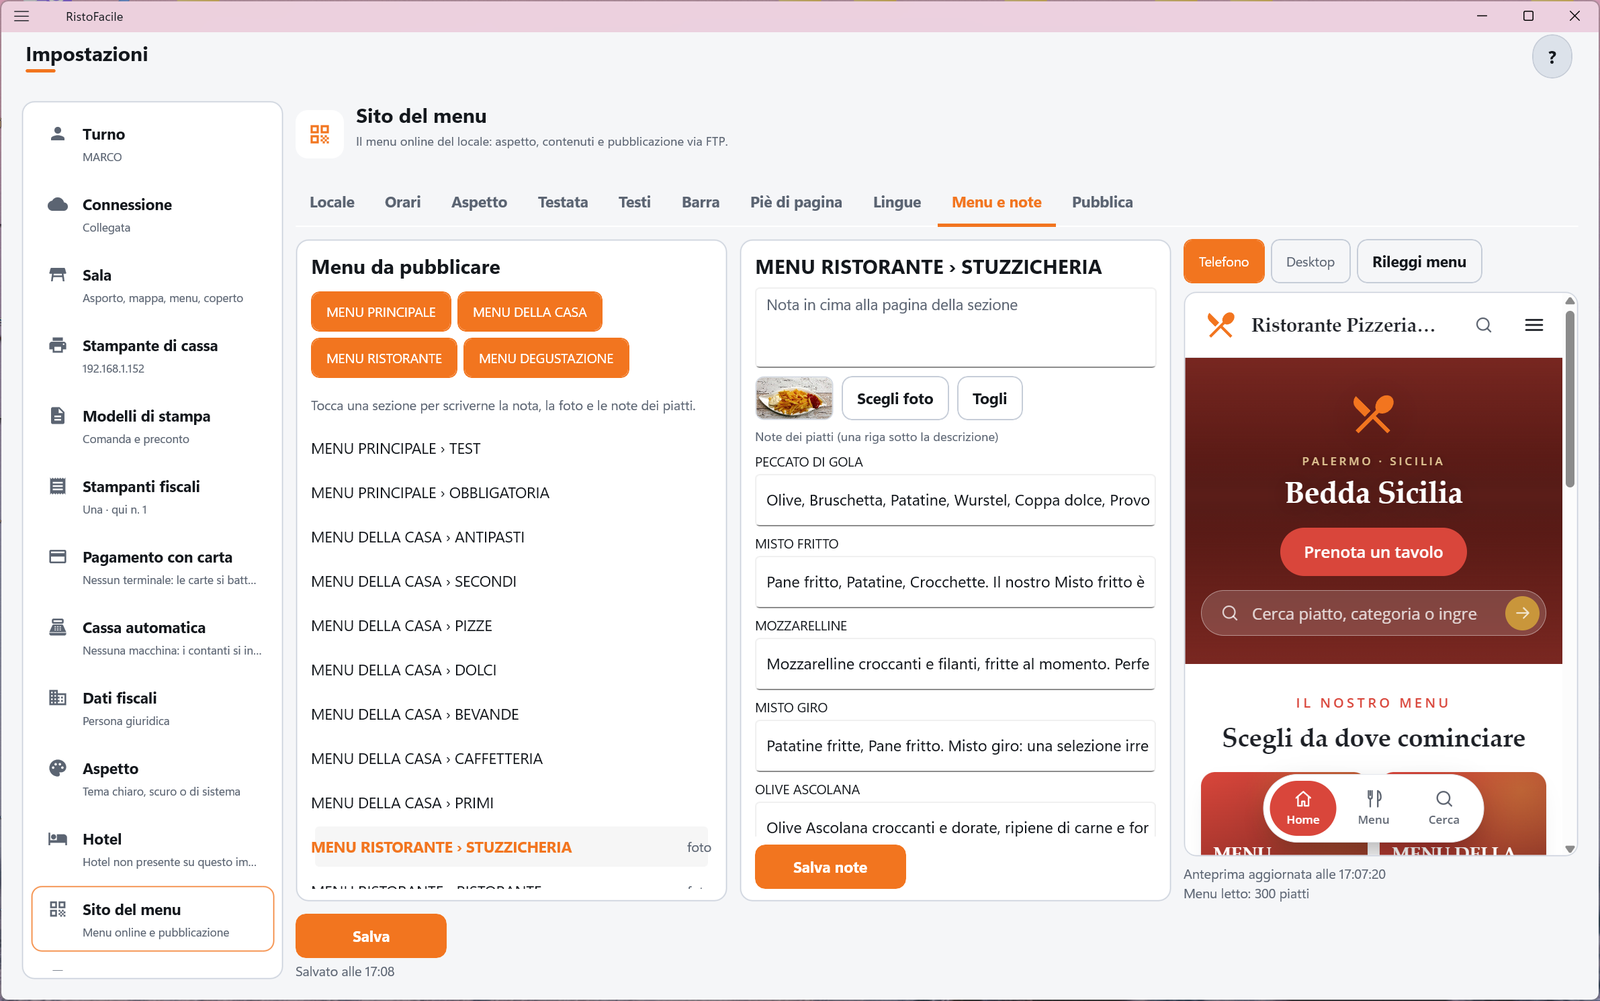 RistoFacile
Impostazioni
?
Turno
MARCO
Connessione
Collegata
Sala
Asporto, mappa, menu, coperto
Stampante di cassa
192.168.1.152
Modelli di stampa
Comanda e preconto
Stampanti fiscali
Una · qui n. 1
Pagamento con carta
Nessun terminale: le carte si batt...
Cassa automatica
Nessuna macchina: i contanti si in...
Dati fiscali
Persona giuridica
Aspetto
Tema chiaro, scuro o di sistema
Hotel
Hotel non presente su questo im...
Sito del menu
Menu online e pubblicazione
Sito del menu
Il menu online del locale: aspetto, contenuti e pubblicazione via FTP.
Locale Orari Aspetto Testata Testi Barra Piè di pagina Lingue Menu e note Pubblica
Menu da pubblicare
MENU PRINCIPALE MENU DELLA CASA
MENU RISTORANTE MENU DEGUSTAZIONE
Tocca una sezione per scriverne la nota, la foto e le note dei piatti.
MENU PRINCIPALE › TEST
MENU PRINCIPALE › OBBLIGATORIA
MENU DELLA CASA › ANTIPASTI
MENU DELLA CASA › SECONDI
MENU DELLA CASA › PIZZE
MENU DELLA CASA › DOLCI
MENU DELLA CASA › BEVANDE
MENU DELLA CASA › CAFFETTERIA
MENU DELLA CASA › PRIMI
MENU RISTORANTE › STUZZICHERIA foto
MENU RISTORANTE › RISTORANTE
Salva
Salvato alle 17:08
MENU RISTORANTE › STUZZICHERIA
Nota in cima alla pagina della sezione
Scegli foto Togli
Note dei piatti (una riga sotto la descrizione)
PECCATO DI GOLA
Olive, Bruschetta, Patatine, Wurstel, Coppa dolce, Provo
MISTO FRITTO
Pane fritto, Patatine, Crocchette. Il nostro Misto fritto è
MOZZARELLINE
Mozzarelline croccanti e filanti, fritte al momento. Perfe
MISTO GIRO
Patatine fritte, Pane fritto. Misto giro: una selezione irre
OLIVE ASCOLANA
Olive Ascolana croccanti e dorate, ripiene di carne e for
Salva note
Telefono Desktop Rileggi menu
Ristorante Pizzeria...
PALERMO · SICILIA
Bedda Sicilia
Prenota un tavolo
Cerca piatto, categoria o ingre
IL NOSTRO MENU
Scegli da dove cominciare
Home Menu Cerca
MENU MENU DELLA
Anteprima aggiornata alle 17:07:20
Menu letto: 300 piatti